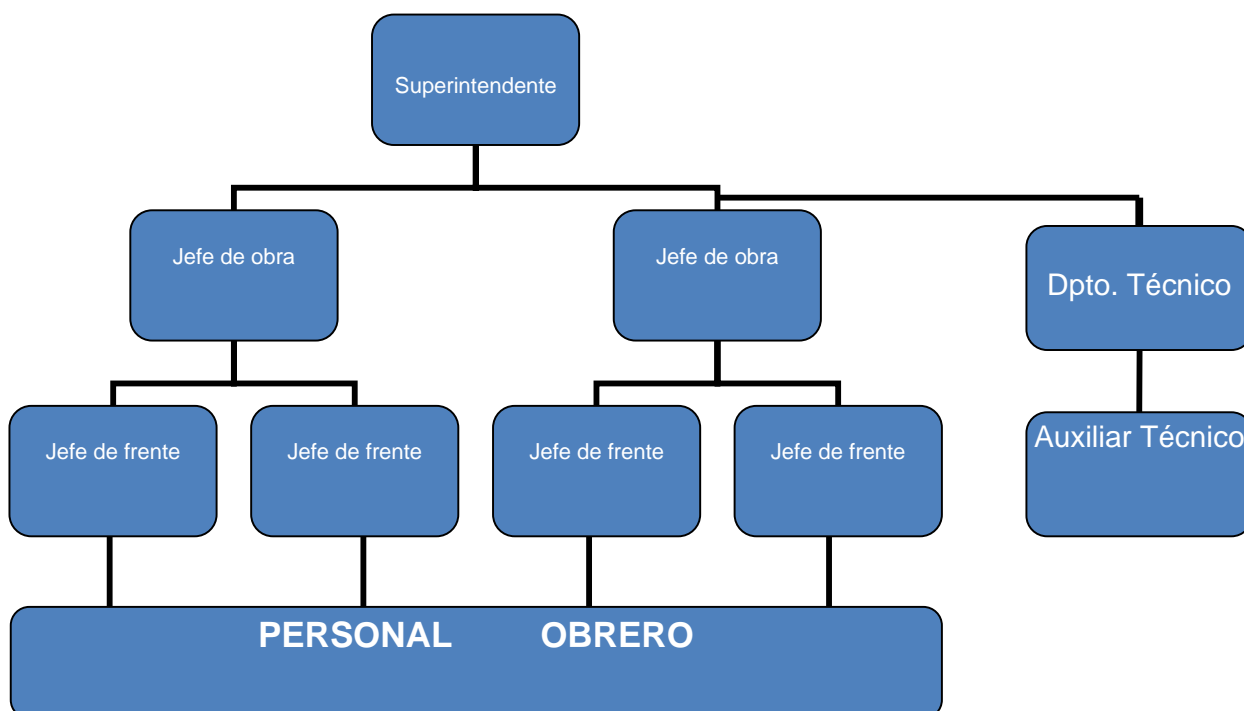 Superintendente
Jefe de obra
Jefe de obra
Dpto. Técnico
Jefe de frente
Jefe de frente
Jefe de frente
Jefe de frente
Auxiliar Técnico
PERSONAL OBRERO